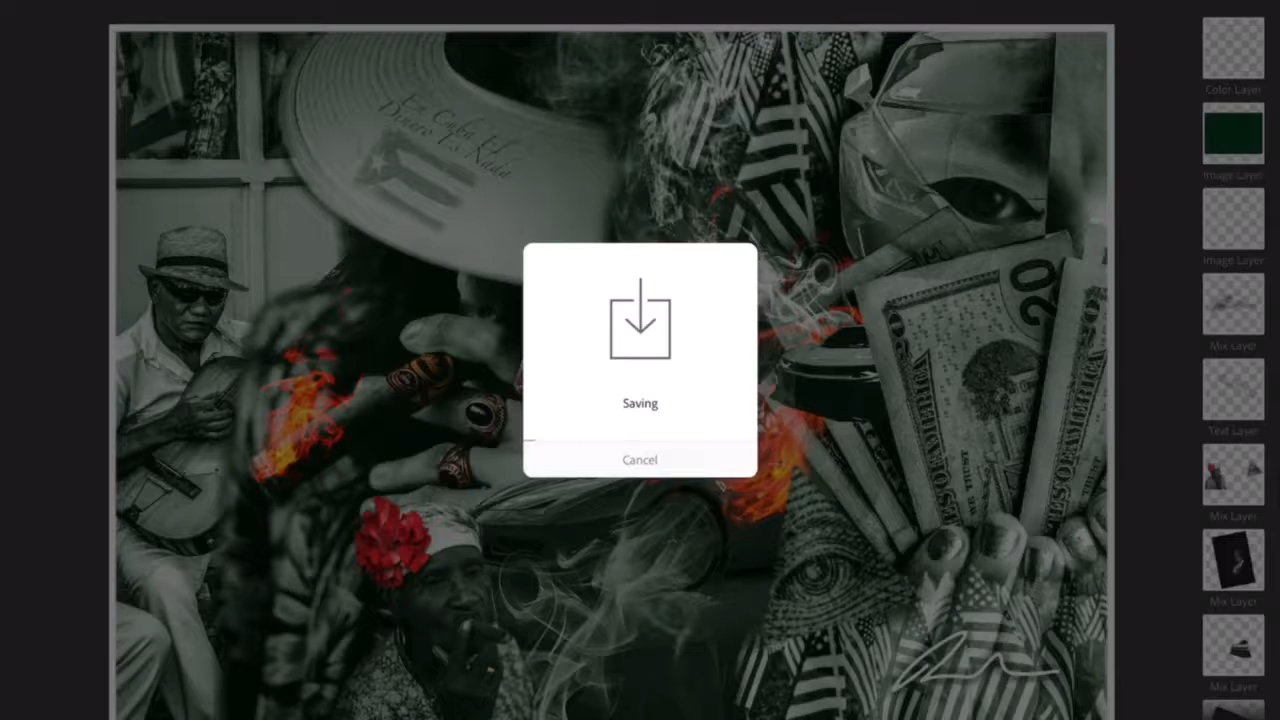 En Cuba El
Dinero Es Nada
Color Layer
Image Layer
Image Layer
Mix Layer
Text Layer
Mix Layer
Mix Layer
Mix Layer
20
Saving
Cancel